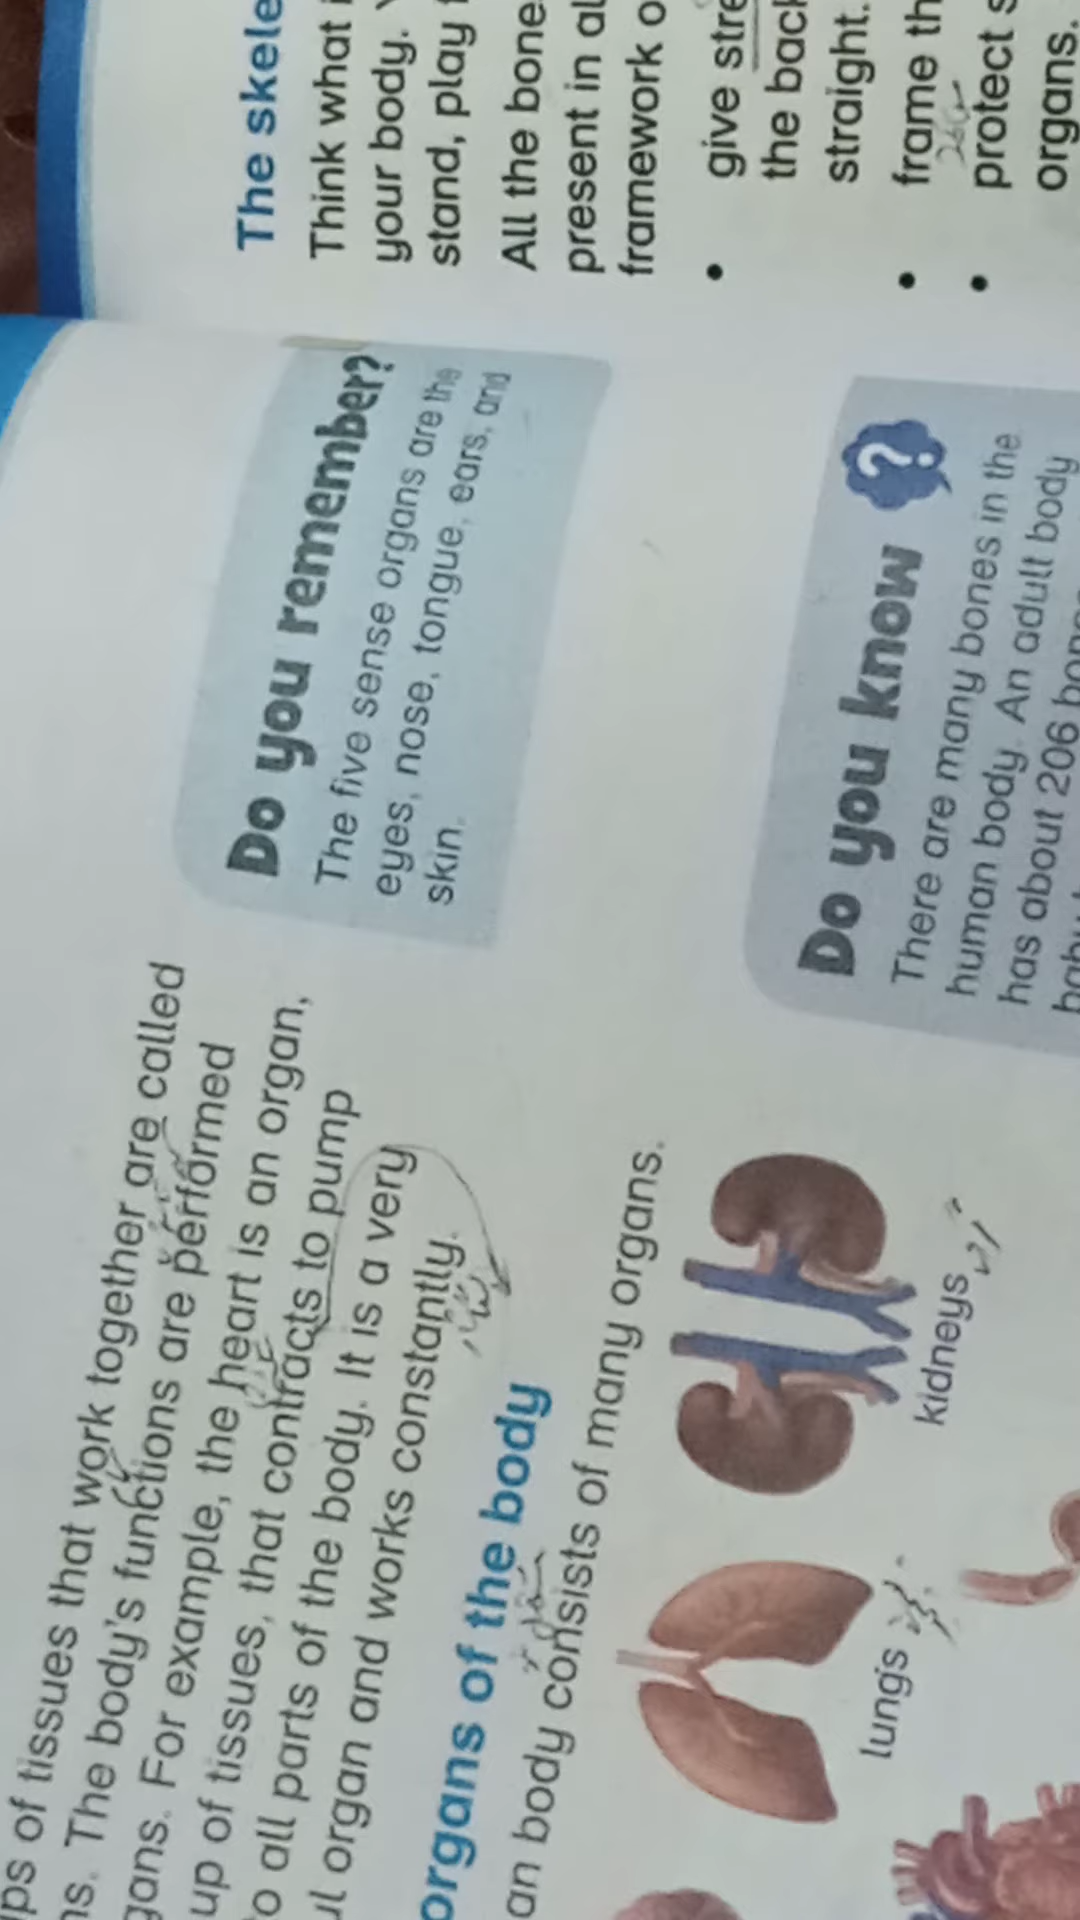 ps of tissues that work together are called
ns. The body's functions are performed
gans. For example, the heart is an organ,
up of tissues, that contracts to pump
o all parts of the body. It is a very
ul organ and works constantly.
organs of the body
an body consists of many organs.
lungs
kidneys
Do you remember?
The five sense organs are the
eyes, nose, tongue, ears, and
skin.
Do you know ?
There are many bones in the
human body. An adult body
has about 206
The skele
Think what i
your body.
stand, play
All the bone
present in al
framework o
• give stre
the back
straight.
• frame th
• protect s
organs.